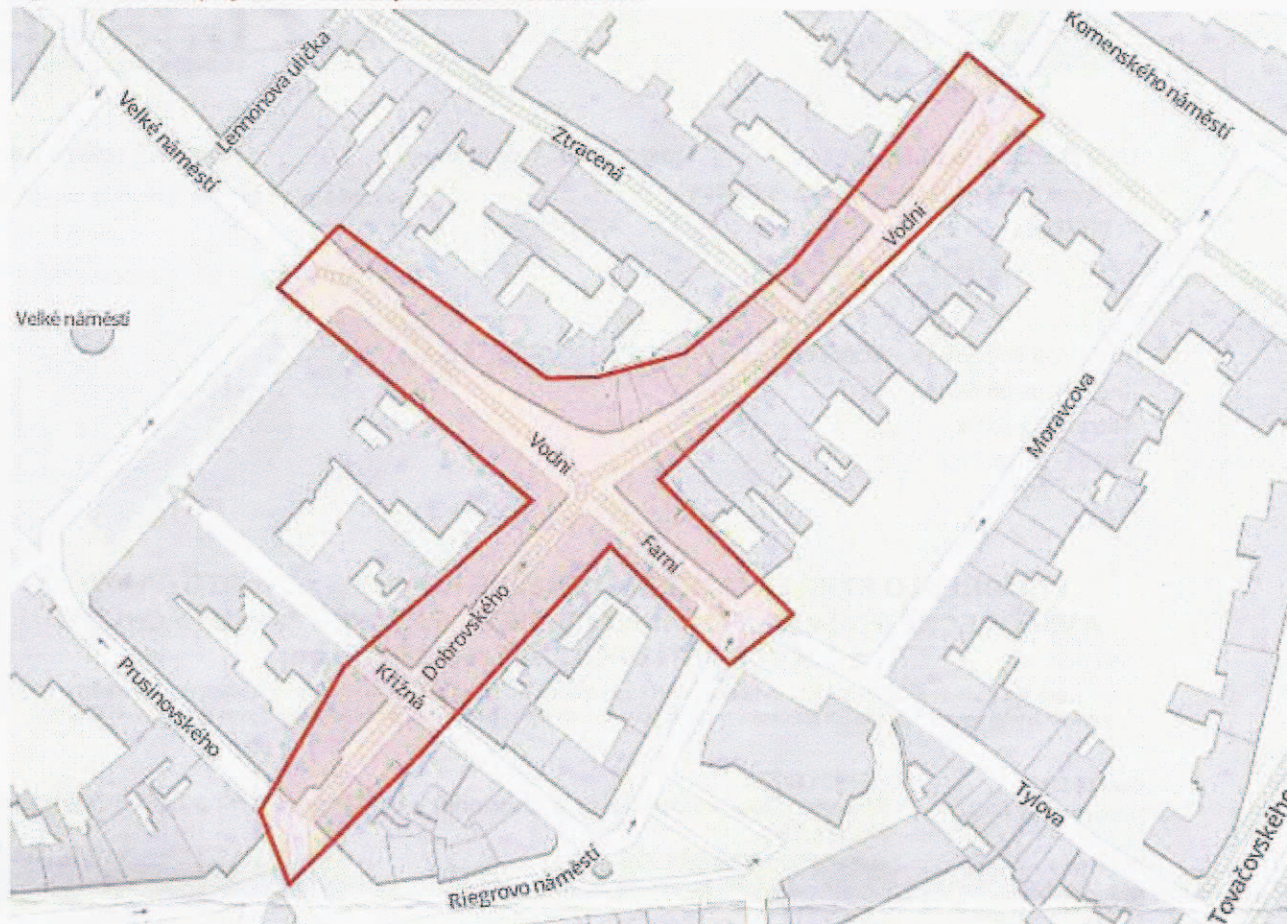 Komenského náměstí
Lennonova ulička
Velké náměstí
Ztracená
Vodní
Velké náměstí
Moravcova
Vodní
Farní
Dobrovského
Křížná
Prusinovského
Tylova
Tovačovského
Riegrovo náměstí